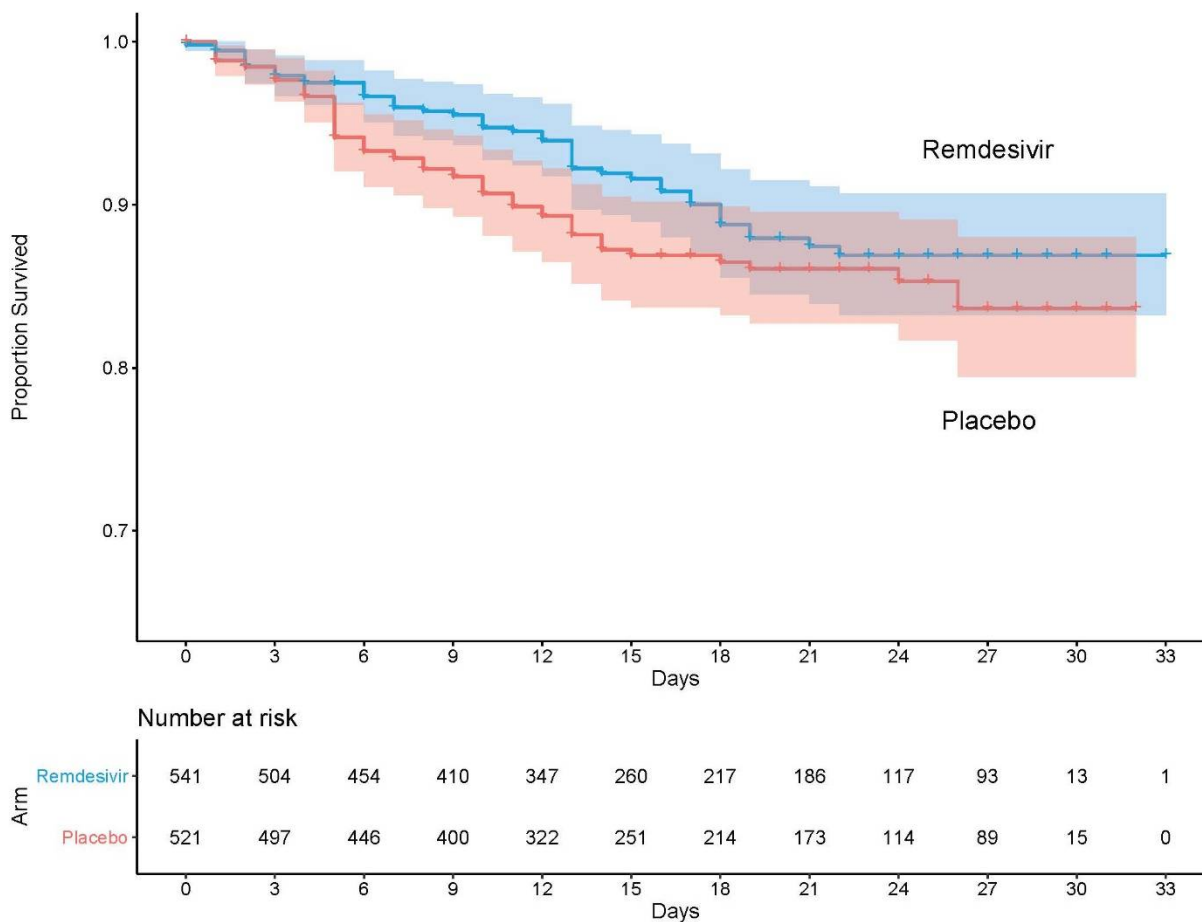 Proportion Survived
1.0
0.9
0.8
0.7
Remdesivir
Placebo
0 3 6 9 12 15 18 21 24 27 30 33
Days
Number at risk
Arm
Remdesivir 541 504 454 410 347 260 217 186 117 93 13 1
Placebo 521 497 446 400 322 251 214 173 114 89 15 0
0 3 6 9 12 15 18 21 24 27 30 33
Days